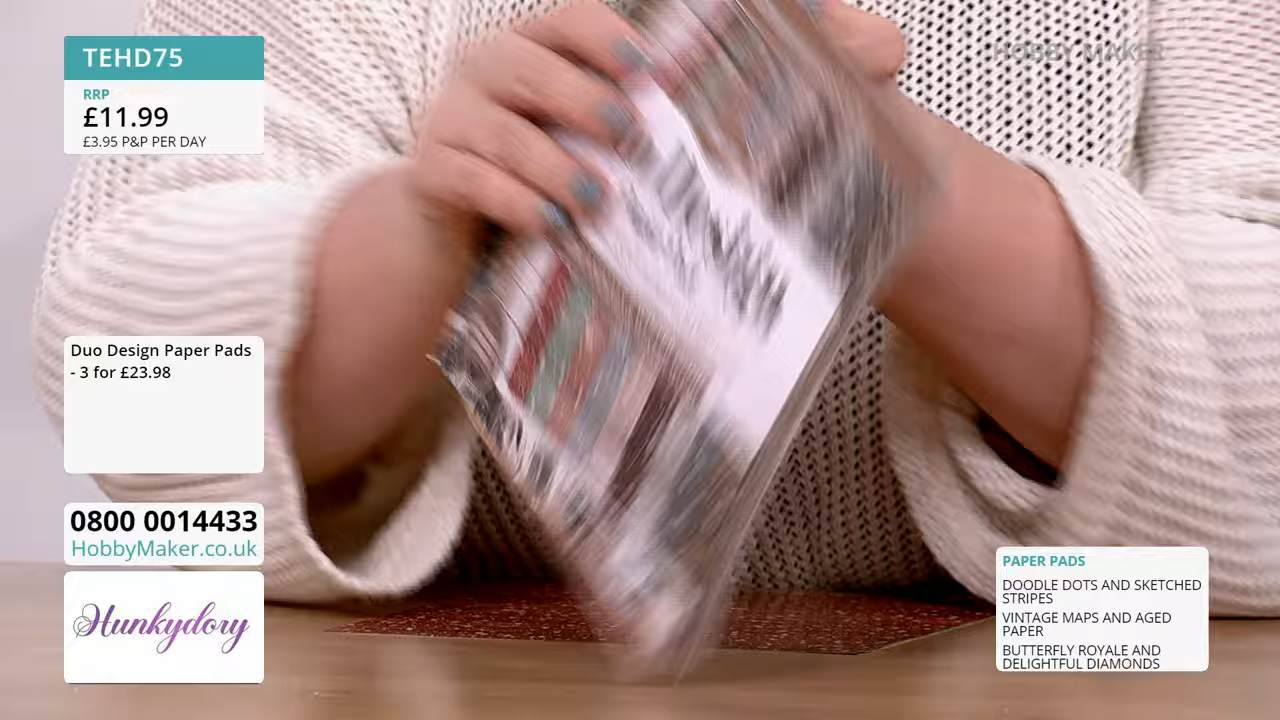 TEHD75
RRP
£11.99
£3.95 P&P PER DAY
HOBBY MAKER
Duo Design Paper Pads
- 3 for £23.98
0800 0014433
HobbyMaker.co.uk
Hunkydory
PAPER PADS
DOODLE DOTS AND SKETCHED
STRIPES
VINTAGE MAPS AND AGED
PAPER
BUTTERFLY ROYALE AND
DELIGHTFUL DIAMONDS